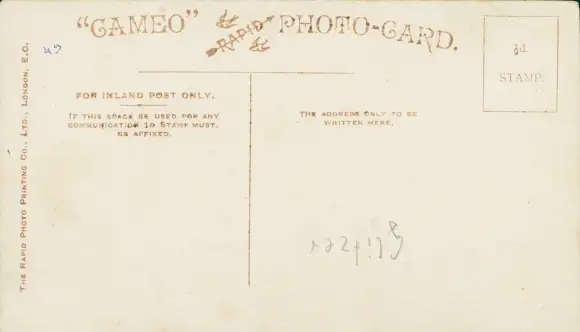 "CAMEO" RAPID PHOTO-CARD.
½d.
STAMP.
FOR INLAND POST ONLY.
IF THIS SPACE BE USED FOR ANY
COMMUNICATION 1D STAMP MUST.
BE AFFIXED.
THE ADDRESS ONLY TO BE
WRITTEN HERE.
THE RAPID PHOTO PRINTING CO., LTD., LONDON, E.C.